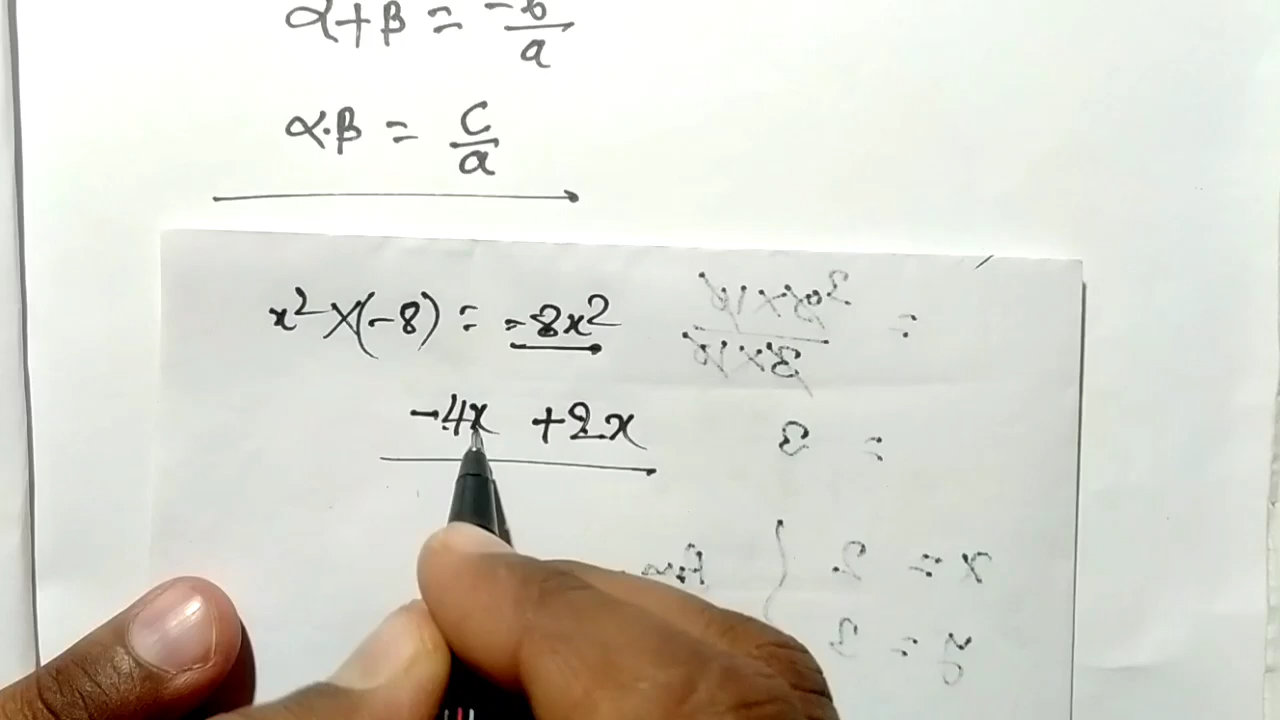 α+β = -b/a
α·β = c/a
x² × (-8) = -8x²
-4x +2x